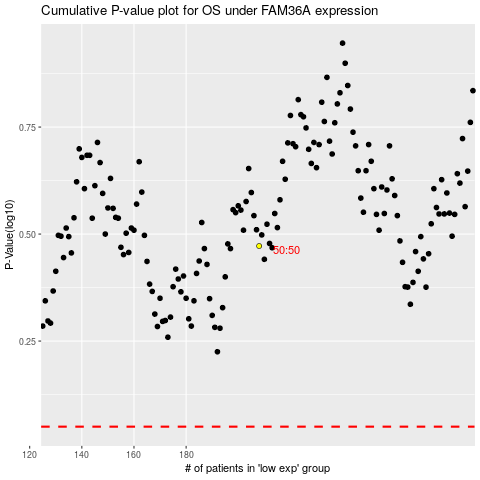 Cumulative P-value plot for OS under FAM36A expression
P-Value(log10)
0.75
0.50
0.25
50:50
120 140 160 180
# of patients in 'low exp' group